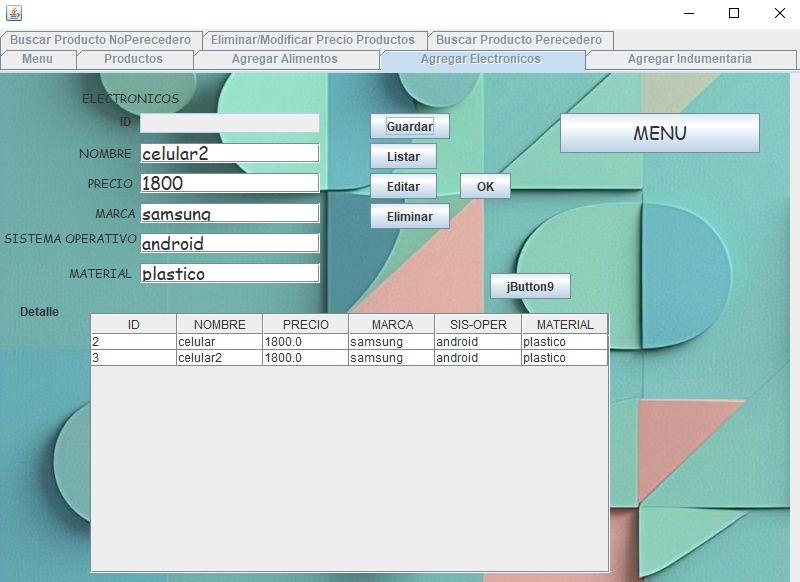 Buscar Producto NoPerecedero Eliminar/Modificar Precio Productos Buscar Producto Perecedero
Menu Productos Agregar Alimentos Agregar Electronicos Agregar Indumentaria
ELECTRONICOS
ID Guardar MENU
NOMBRE celular2 Listar
PRECIO 1800 Editar OK
MARCA samsung Eliminar
SISTEMA OPERATIVO android
MATERIAL plastico jButton9
Detalle
ID NOMBRE PRECIO MARCA SIS-OPER MATERIAL
2 celular 1800.0 samsung android plastico
3 celular2 1800.0 samsung android plastico